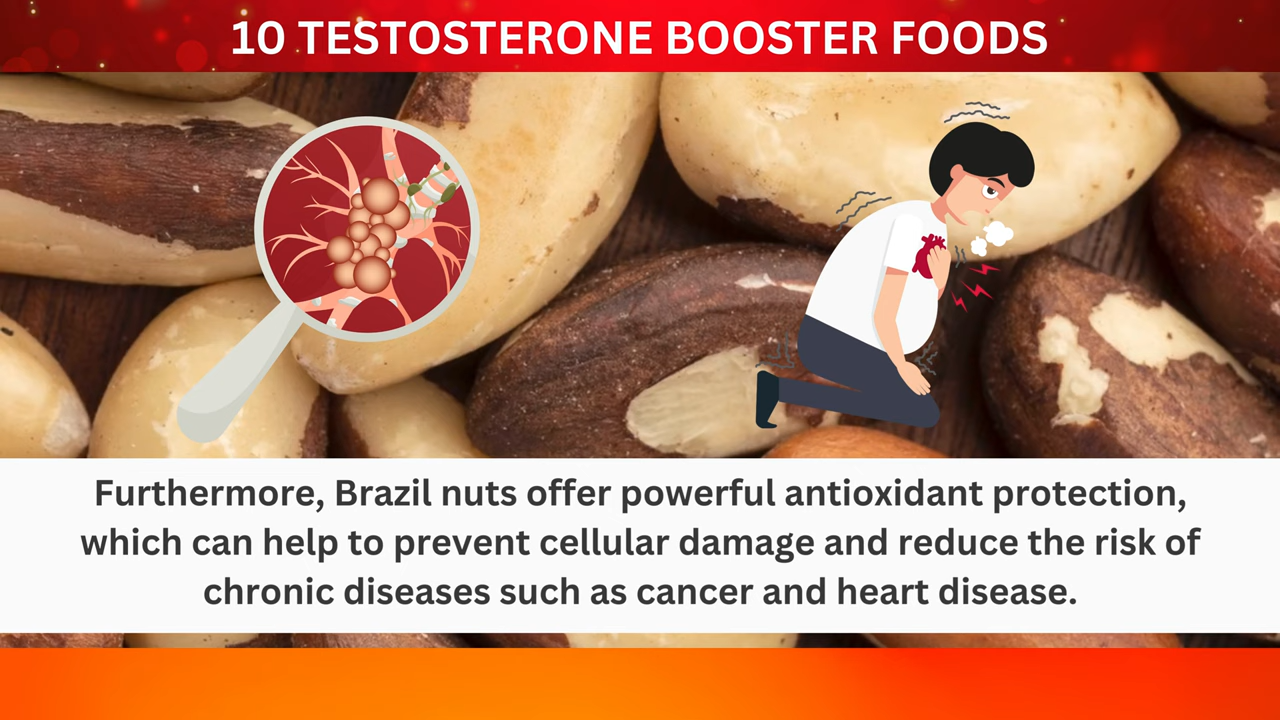 10 TESTOSTERONE BOOSTER FOODS
Furthermore, Brazil nuts offer powerful antioxidant protection,
which can help to prevent cellular damage and reduce the risk of
chronic diseases such as cancer and heart disease.